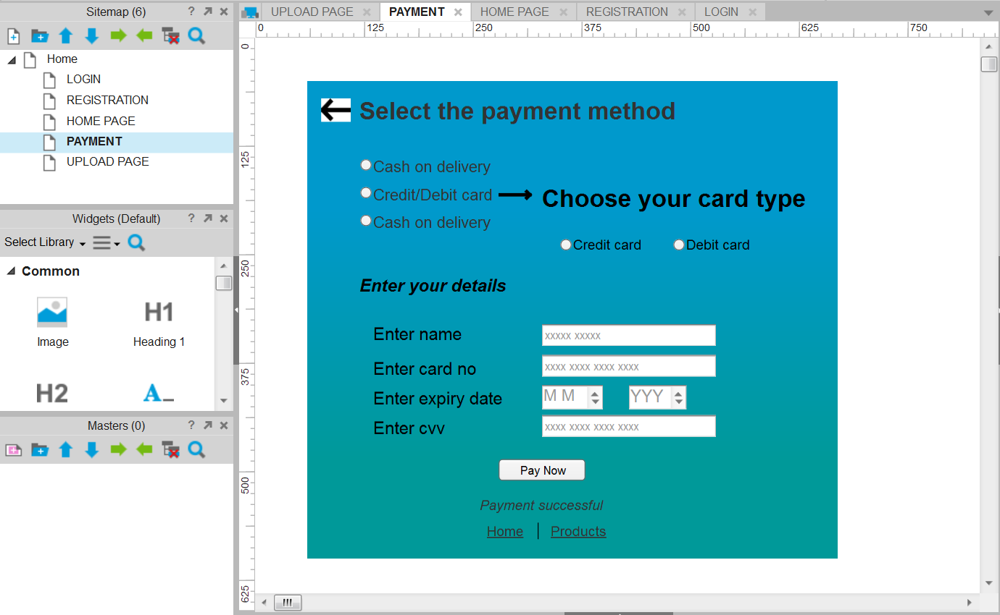 Sitemap (6) ?
Home
LOGIN
REGISTRATION
HOME PAGE
PAYMENT
UPLOAD PAGE
Widgets (Default) ?
Select Library
Common
Image
H1
Heading 1
H2
A_
Masters (0) ?
UPLOAD PAGE PAYMENT HOME PAGE REGISTRATION LOGIN
0 125 250 375 500 625 750
0
125
250
375
500
625
Select the payment method
Cash on delivery
Credit/Debit card
Choose your card type
Cash on delivery
Credit card Debit card
Enter your details
Enter name xxxxx xxxxx
Enter card no xxxx xxxx xxxx xxxx
Enter expiry date M M YYY
Enter cvv xxxx xxxx xxxx xxxx
Pay Now
Payment successful
Home | Products